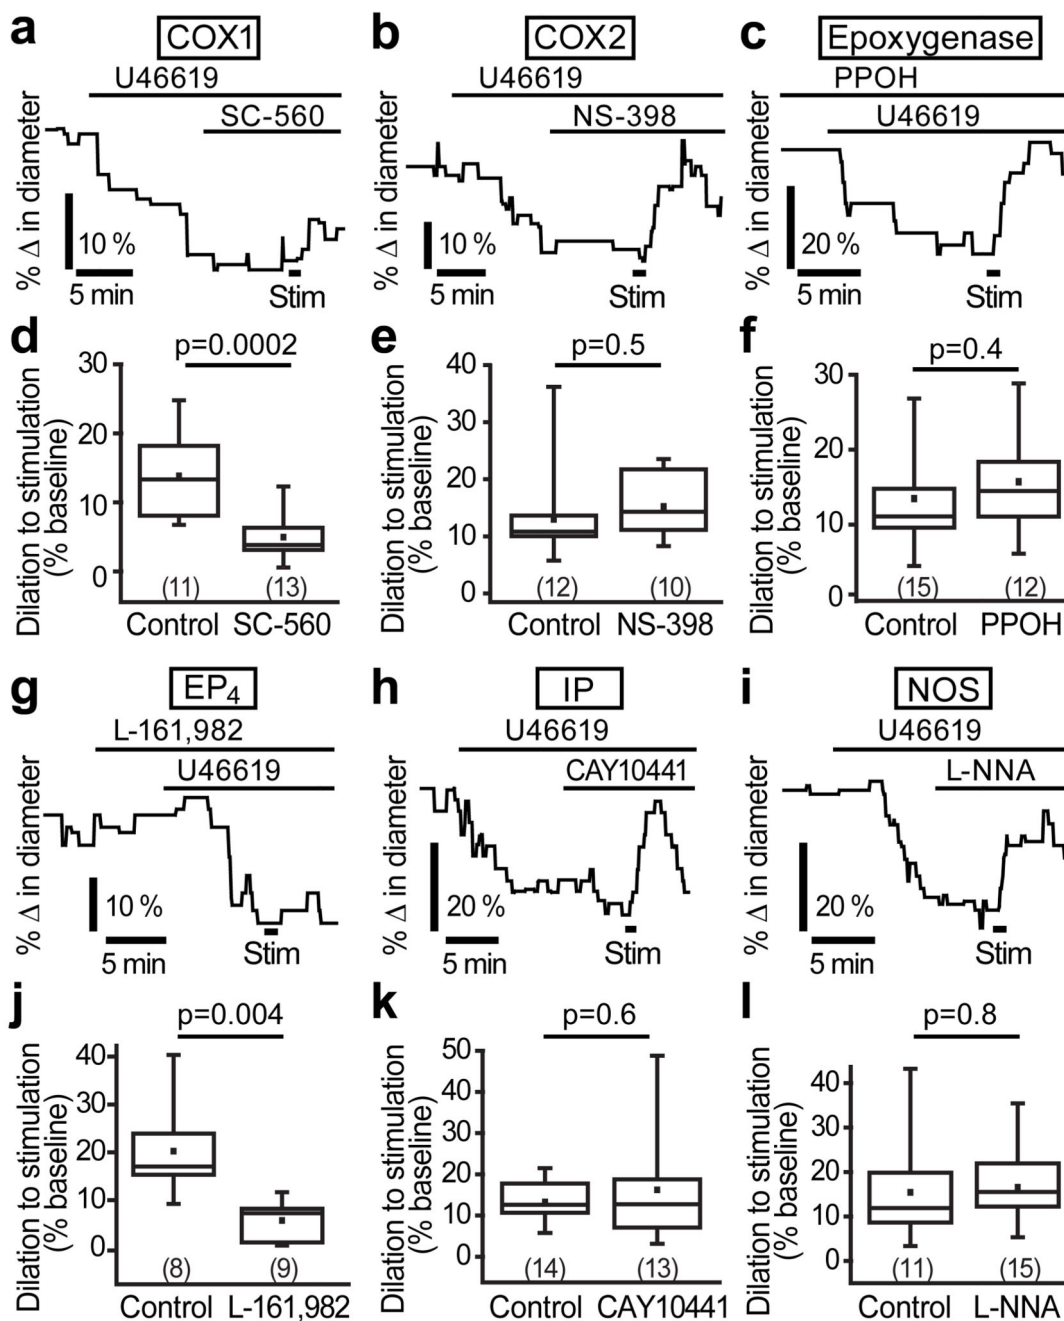 a COX1
U46619
SC-560
% Δ in diameter
10 %
5 min
Stim
b COX2
U46619
NS-398
% Δ in diameter
10 %
5 min
Stim
c Epoxygenase
PPOH
U46619
% Δ in diameter
20 %
5 min
Stim
d p=0.0002
Dilation to stimulation
(% baseline)
30
20
10
0
(11) (13)
Control SC-560
e p=0.5
Dilation to stimulation
(% baseline)
40
30
20
10
0
(12) (10)
Control NS-398
f p=0.4
Dilation to stimulation
(% baseline)
30
20
10
0
(15) (12)
Control PPOH
g EP4
L-161,982
U46619
% Δ in diameter
10 %
5 min
Stim
h IP
U46619
CAY10441
% Δ in diameter
20 %
5 min
Stim
i NOS
U46619
L-NNA
% Δ in diameter
20 %
5 min
Stim
j p=0.004
Dilation to stimulation
(% baseline)
40
30
20
10
0
(8) (9)
Control L-161,982
k p=0.6
Dilation to stimulation
(% baseline)
50
40
30
20
10
0
(14) (13)
Control CAY10441
l p=0.8
Dilation to stimulation
(% baseline)
40
30
20
10
0
(11) (15)
Control L-NNA